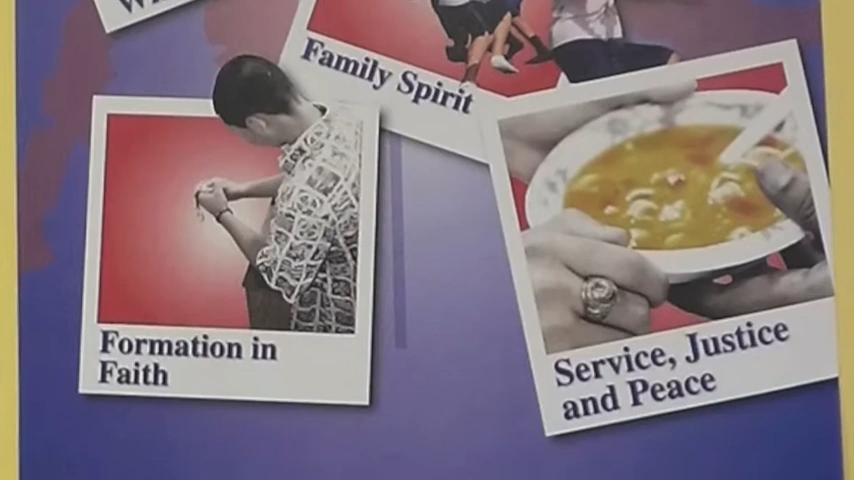 Family Spirit
Formation in
Faith
Service, Justice
and Peace